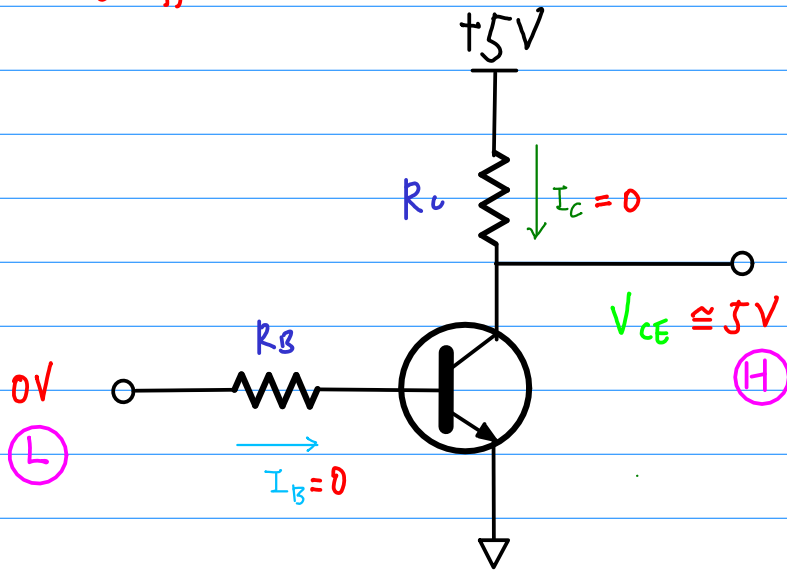 +5V
Rc
Ic = 0
VCE ≅ 5V
H
RB
0V
L
IB = 0